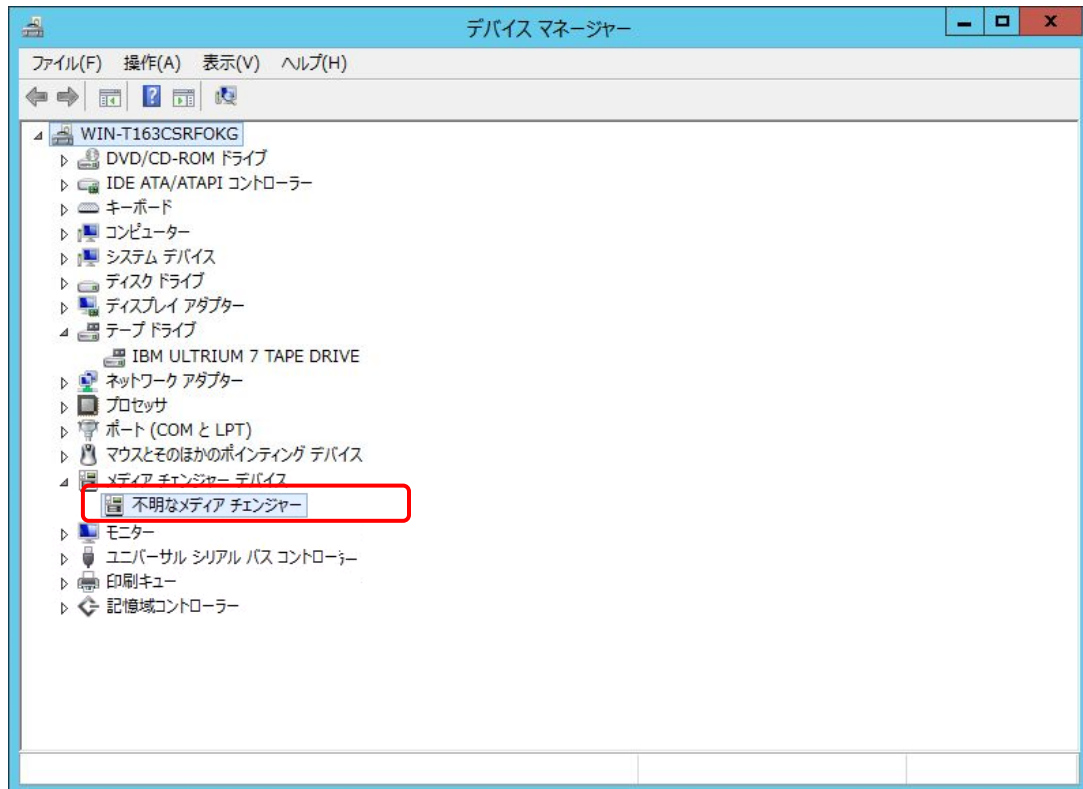 デバイス マネージャー
ファイル(F) 操作(A) 表示(V) ヘルプ(H)
WIN-T163CSRFOKG
DVD/CD-ROM ドライブ
IDE ATA/ATAPI コントローラー
キーボード
コンピューター
システム デバイス
ディスク ドライブ
ディスプレイ アダプター
テープ ドライブ
IBM ULTRIUM 7 TAPE DRIVE
ネットワーク アダプター
プロセッサ
ポート (COM と LPT)
マウスとそのほかのポインティング デバイス
メディア チェンジャー デバイス
不明なメディア チェンジャー
モニター
ユニバーサル シリアル バス コントローラー
印刷キュー
記憶域コントローラー